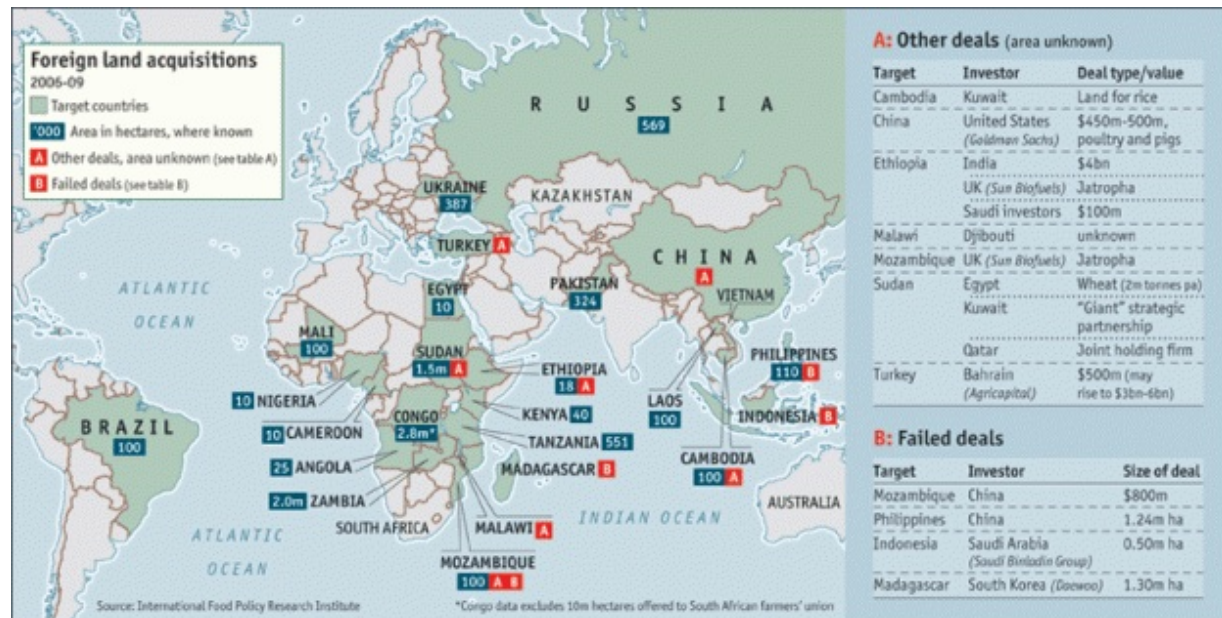 Foreign land acquisitions
2006-09
Target countries
'000 Area in hectares, where known
A Other deals, area unknown (see table A)
B Failed deals (see table B)
RUSSIA
569
UKRAINE
387
KAZAKHSTAN
TURKEY A
CHINA
A
PAKISTAN
324
VIETNAM
ATLANTIC
OCEAN
EGYPT
10
MALI
100
SUDAN
1.5m A
ETHIOPIA
18 A
PHILIPPINES
110 B
10 NIGERIA
KENYA 40
LAOS
100
INDONESIA B
BRAZIL
100
10 CAMEROON
CONGO
2.8m*
TANZANIA 551
25 ANGOLA
MADAGASCAR B
CAMBODIA
100 A
2.0m ZAMBIA
AUSTRALIA
SOUTH AFRICA
MALAWI A
INDIAN OCEAN
ATLANTIC
OCEAN
MOZAMBIQUE
100 A B
Source: International Food Policy Research Institute
*Congo data excludes 10m hectares offered to South African farmers' union
A: Other deals (area unknown)
Target Investor Deal type/value
Cambodia Kuwait Land for rice
China United States $450m-500m,
(Goldman Sachs) poultry and pigs
Ethiopia India $4bn
UK (Sun Biofuels) Jatropha
Saudi investors $100m
Malawi Djibouti unknown
Mozambique UK (Sun Biofuels) Jatropha
Sudan Egypt Wheat (2m tonnes pa)
Kuwait "Giant" strategic
partnership
Qatar Joint holding firm
Turkey Bahrain $500m (may
(Agricapital) rise to $3bn-6bn)
B: Failed deals
Target Investor Size of deal
Mozambique China $800m
Philippines China 1.24m ha
Indonesia Saudi Arabia 0.50m ha
(Saudi Binladin Group)
Madagascar South Korea (Daewoo) 1.30m ha